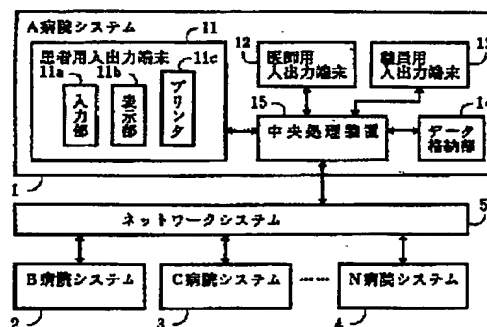 A病院システム
11
患者用入出力端末
11a
11b
11c
入力部
表示部
プリンタ
12
医師用
入出力端末
職員用
入出力端末
15
中央処理装置
データ
格納部
1
ネットワークシステム
5
B病院システム
C病院システム
……
N病院システム
2
3
4